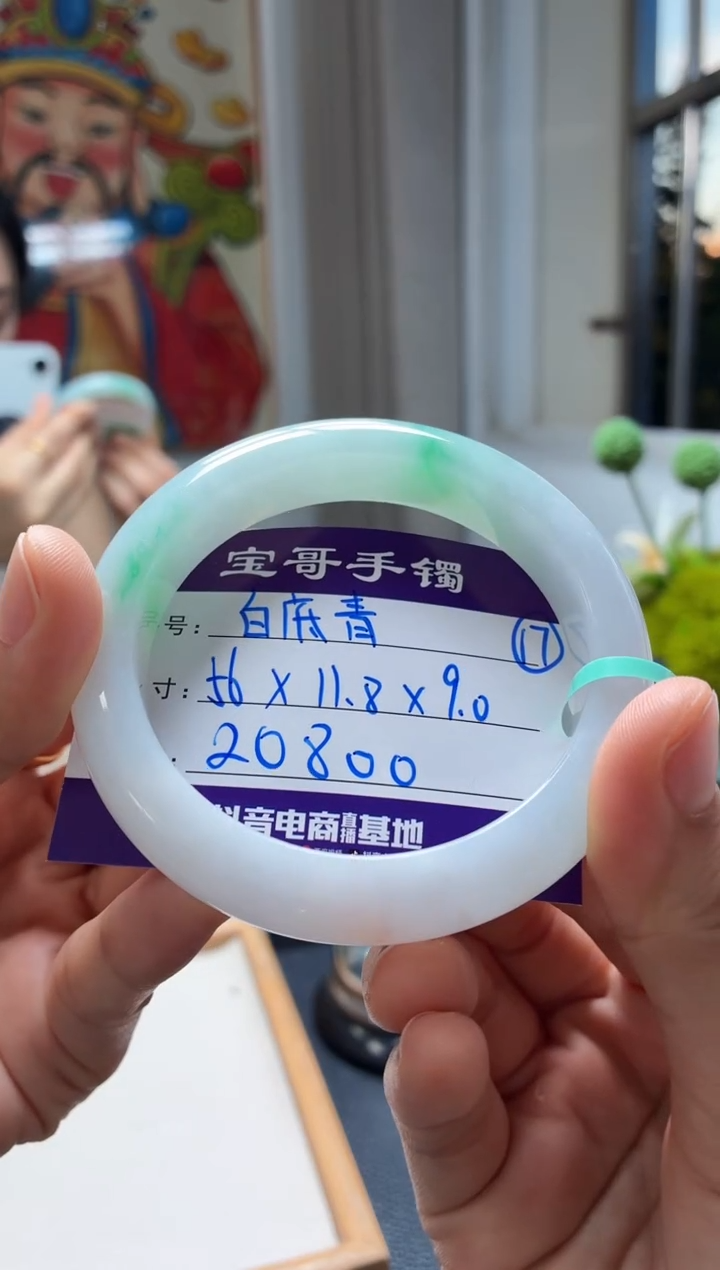 宝哥手镯
号: 白底青 ⑰
寸: 56 X 11.8 X 9.0
20800
抖音电商直播基地